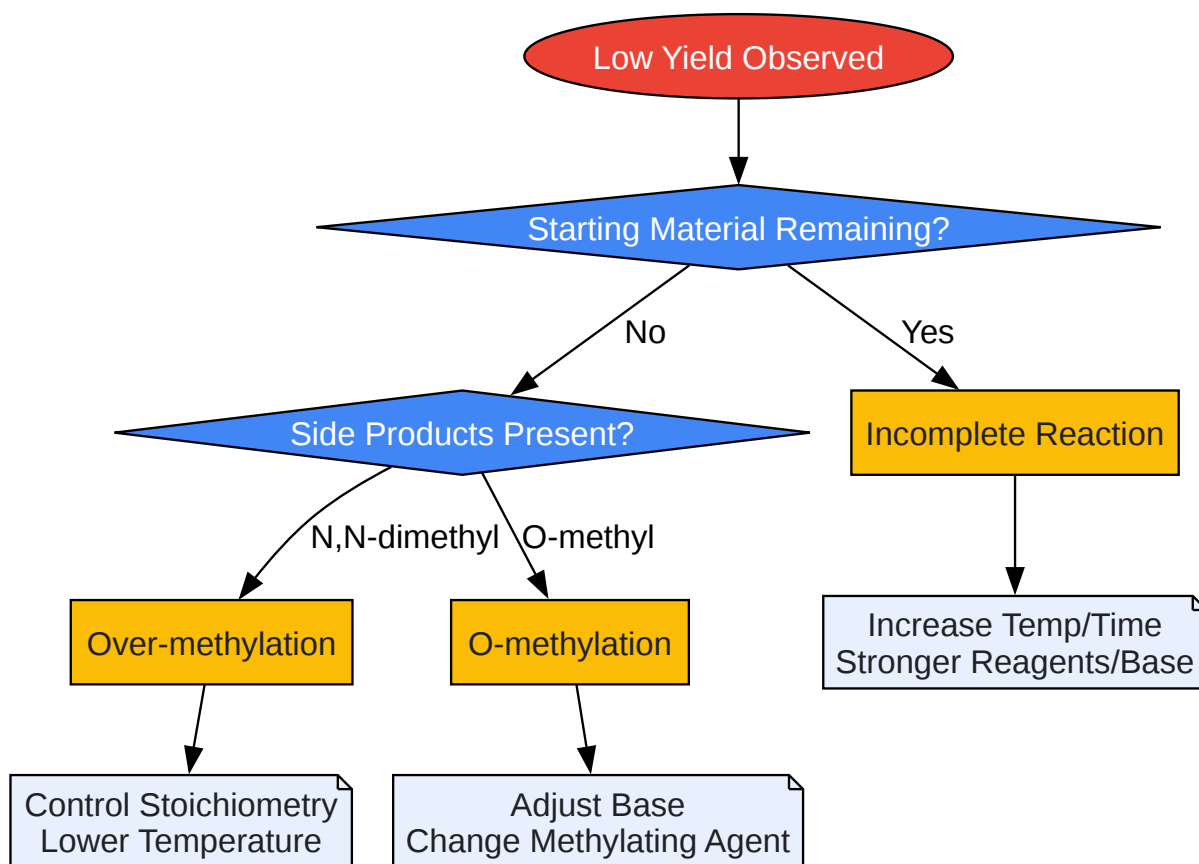 Low Yield Observed
Starting Material Remaining?
No
Yes
Side Products Present?
Incomplete Reaction
N,N-dimethyl
O-methyl
Over-methylation
O-methylation
Increase Temp/Time
Stronger Reagents/Base
Control Stoichiometry
Lower Temperature
Adjust Base
Change Methylating Agent